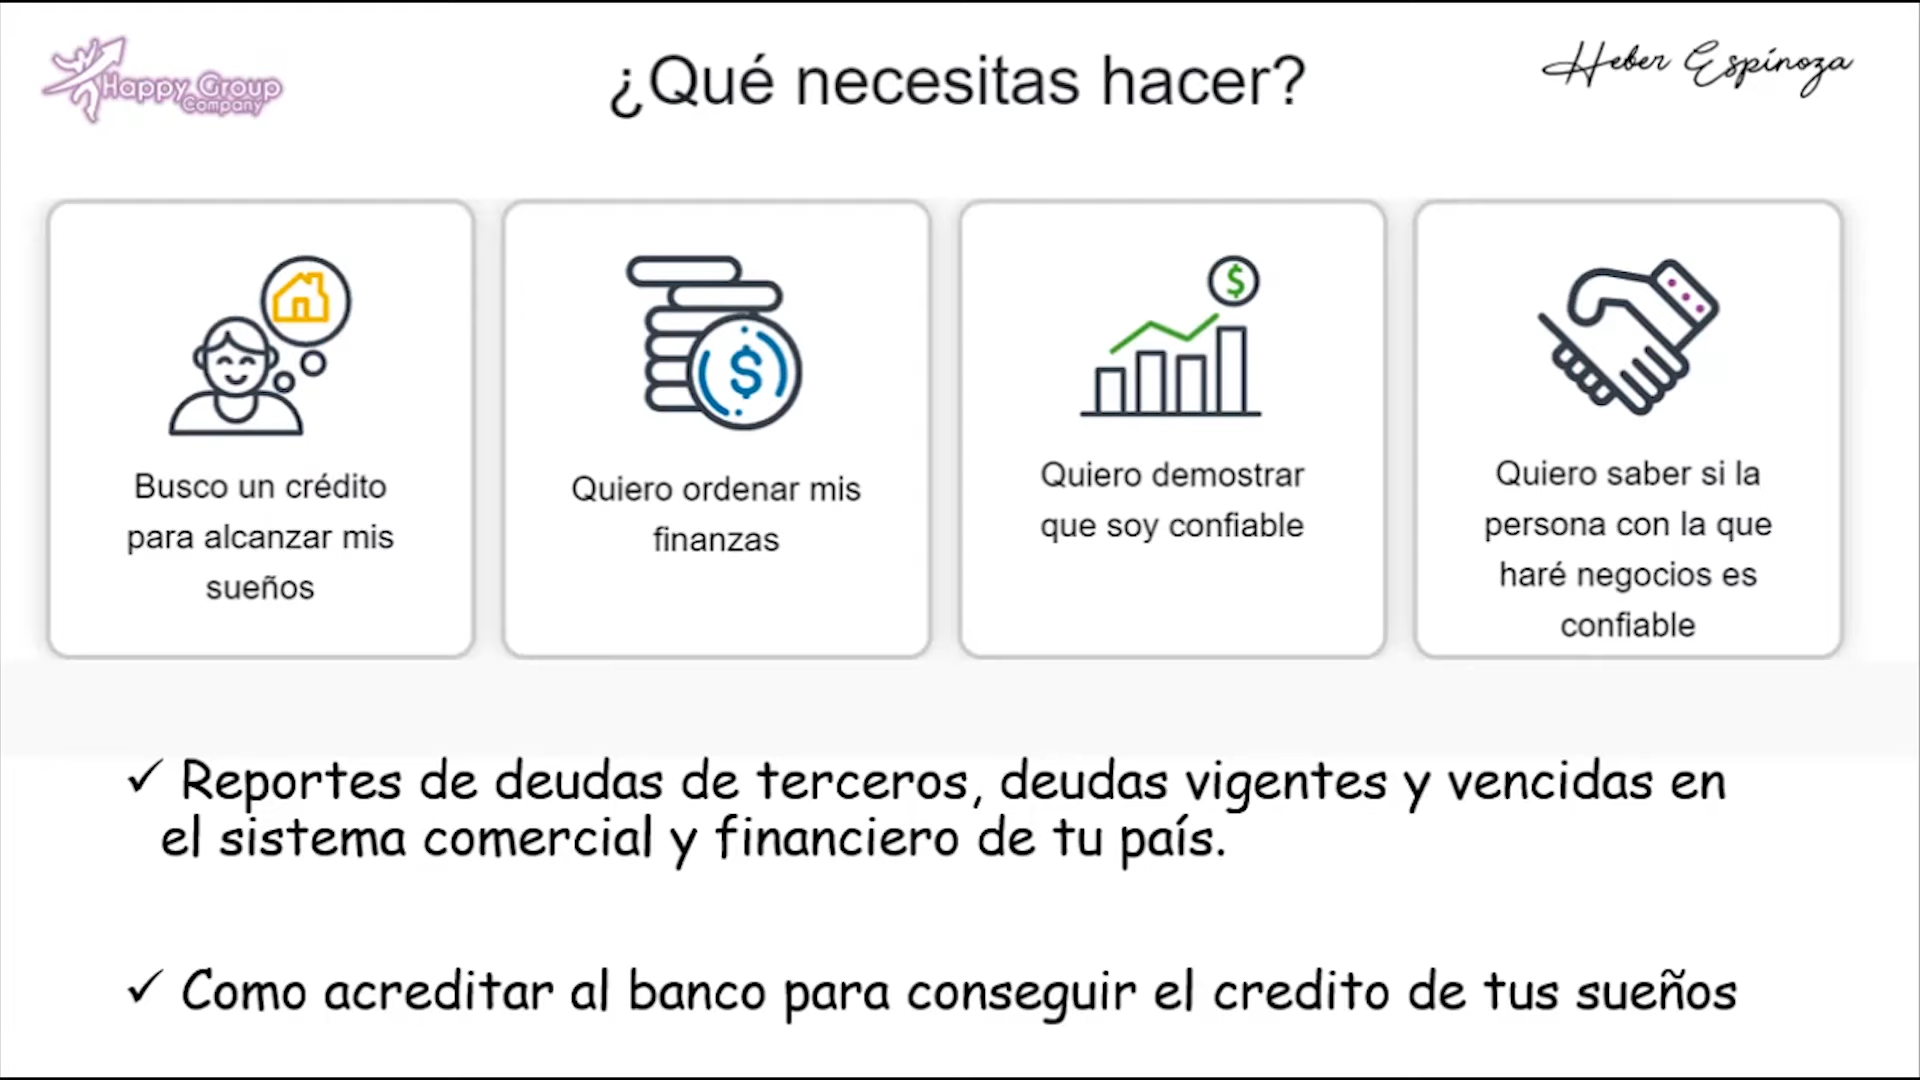 Happy Group
Company
¿Qué necesitas hacer?
Heber Espinoza
Busco un crédito
para alcanzar mis
sueños
Quiero ordenar mis
finanzas
Quiero demostrar
que soy confiable
Quiero saber si la
persona con la que
haré negocios es
confiable
✓ Reportes de deudas de terceros, deudas vigentes y vencidas en
el sistema comercial y financiero de tu país.
✓ Como acreditar al banco para conseguir el credito de tus sueños